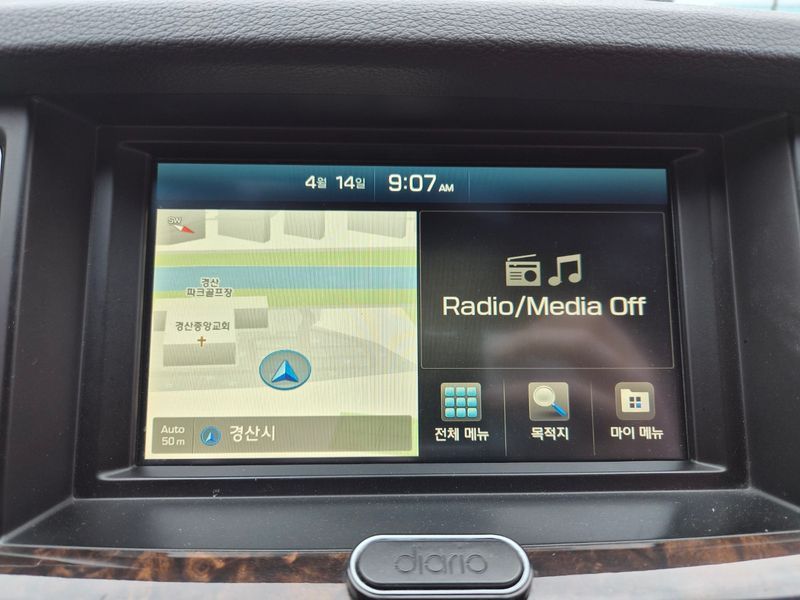 4월 14일 9:07 AM
SW
경산
파크골프장
경산중앙교회
Auto
50 m
경산시
Radio/Media Off
전체 메뉴
목적지
마이 메뉴
diario